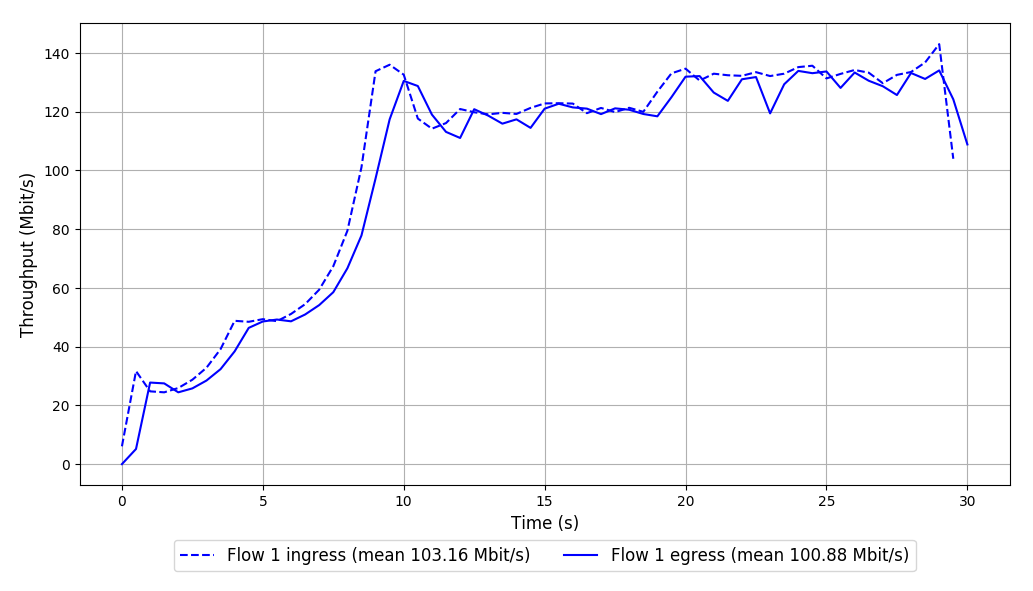 140
120
100
80
60
40
20
0
Throughput (Mbit/s)
0 5 10 15 20 25 30
Time (s)
Flow 1 ingress (mean 103.16 Mbit/s) Flow 1 egress (mean 100.88 Mbit/s)